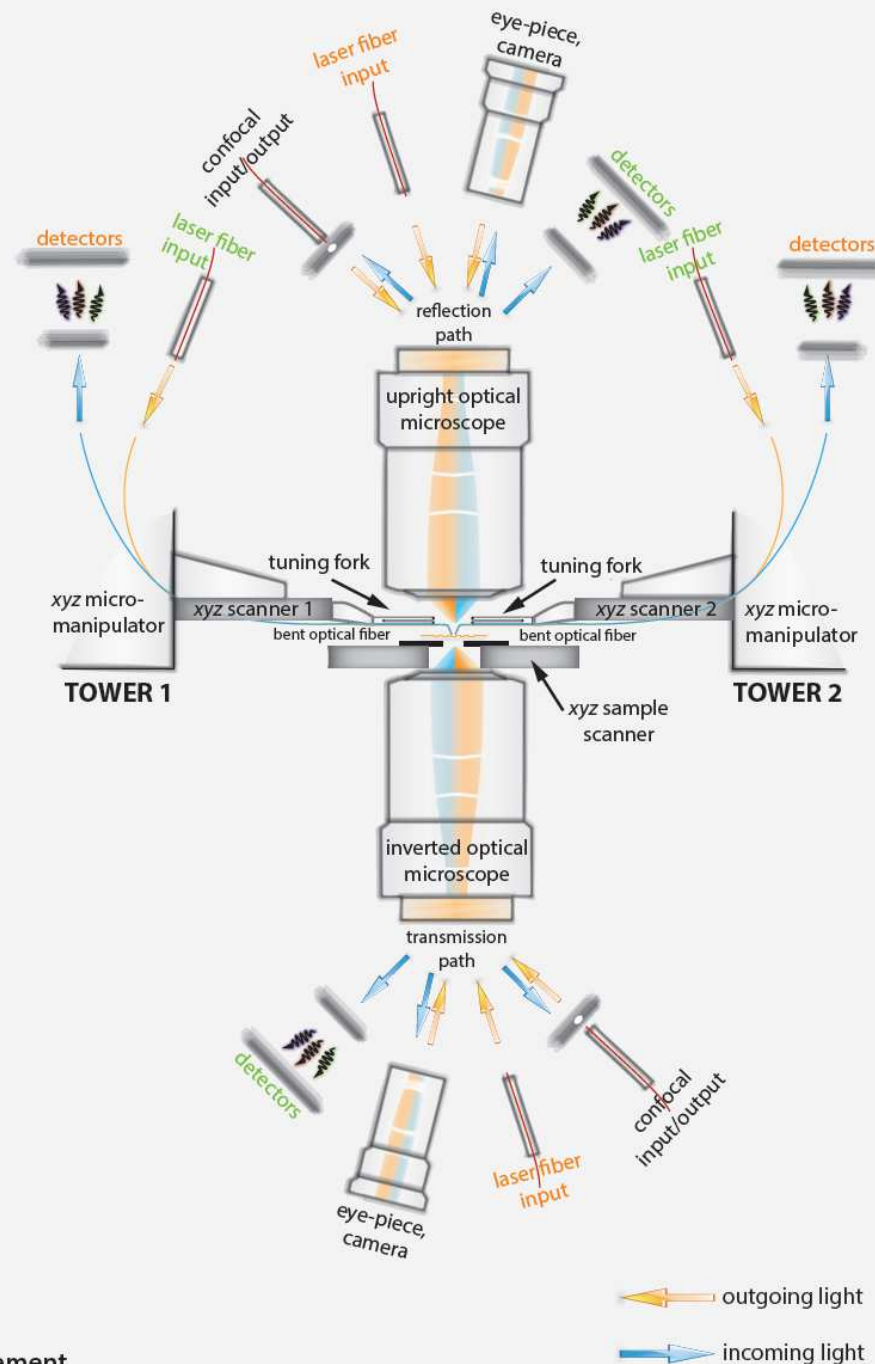 eye-piece,
camera
laser fiber
input
confocal
input/output
detectors
laser fiber
input
detectors
laser fiber
input
detectors
reflection
path
upright optical
microscope
tuning fork
tuning fork
xyz micro-
manipulator
xyz scanner 1
xyz scanner 2
xyz micro-
manipulator
bent optical fiber
bent optical fiber
TOWER 1
TOWER 2
xyz sample
scanner
inverted optical
microscope
transmission
path
detectors
confocal
input/output
laser fiber
input
eye-piece,
camera
outgoing light
incoming light